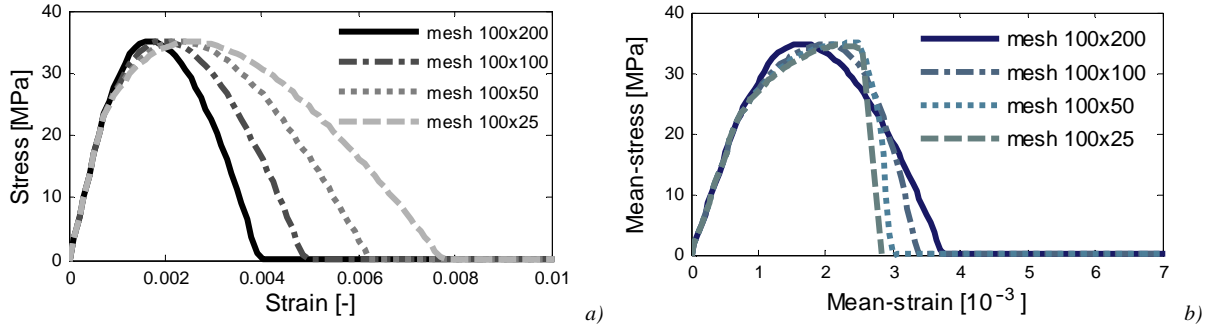 Stress [MPa]
40
30
20
10
0
mesh 100x200
mesh 100x100
mesh 100x50
mesh 100x25
0 0.002 0.004 0.006 0.008 0.01
Strain [-]
a)
Mean-stress [MPa]
40
30
20
10
0
mesh 100x200
mesh 100x100
mesh 100x50
mesh 100x25
0 1 2 3 4 5 6 7
Mean-strain [10⁻³]
b)